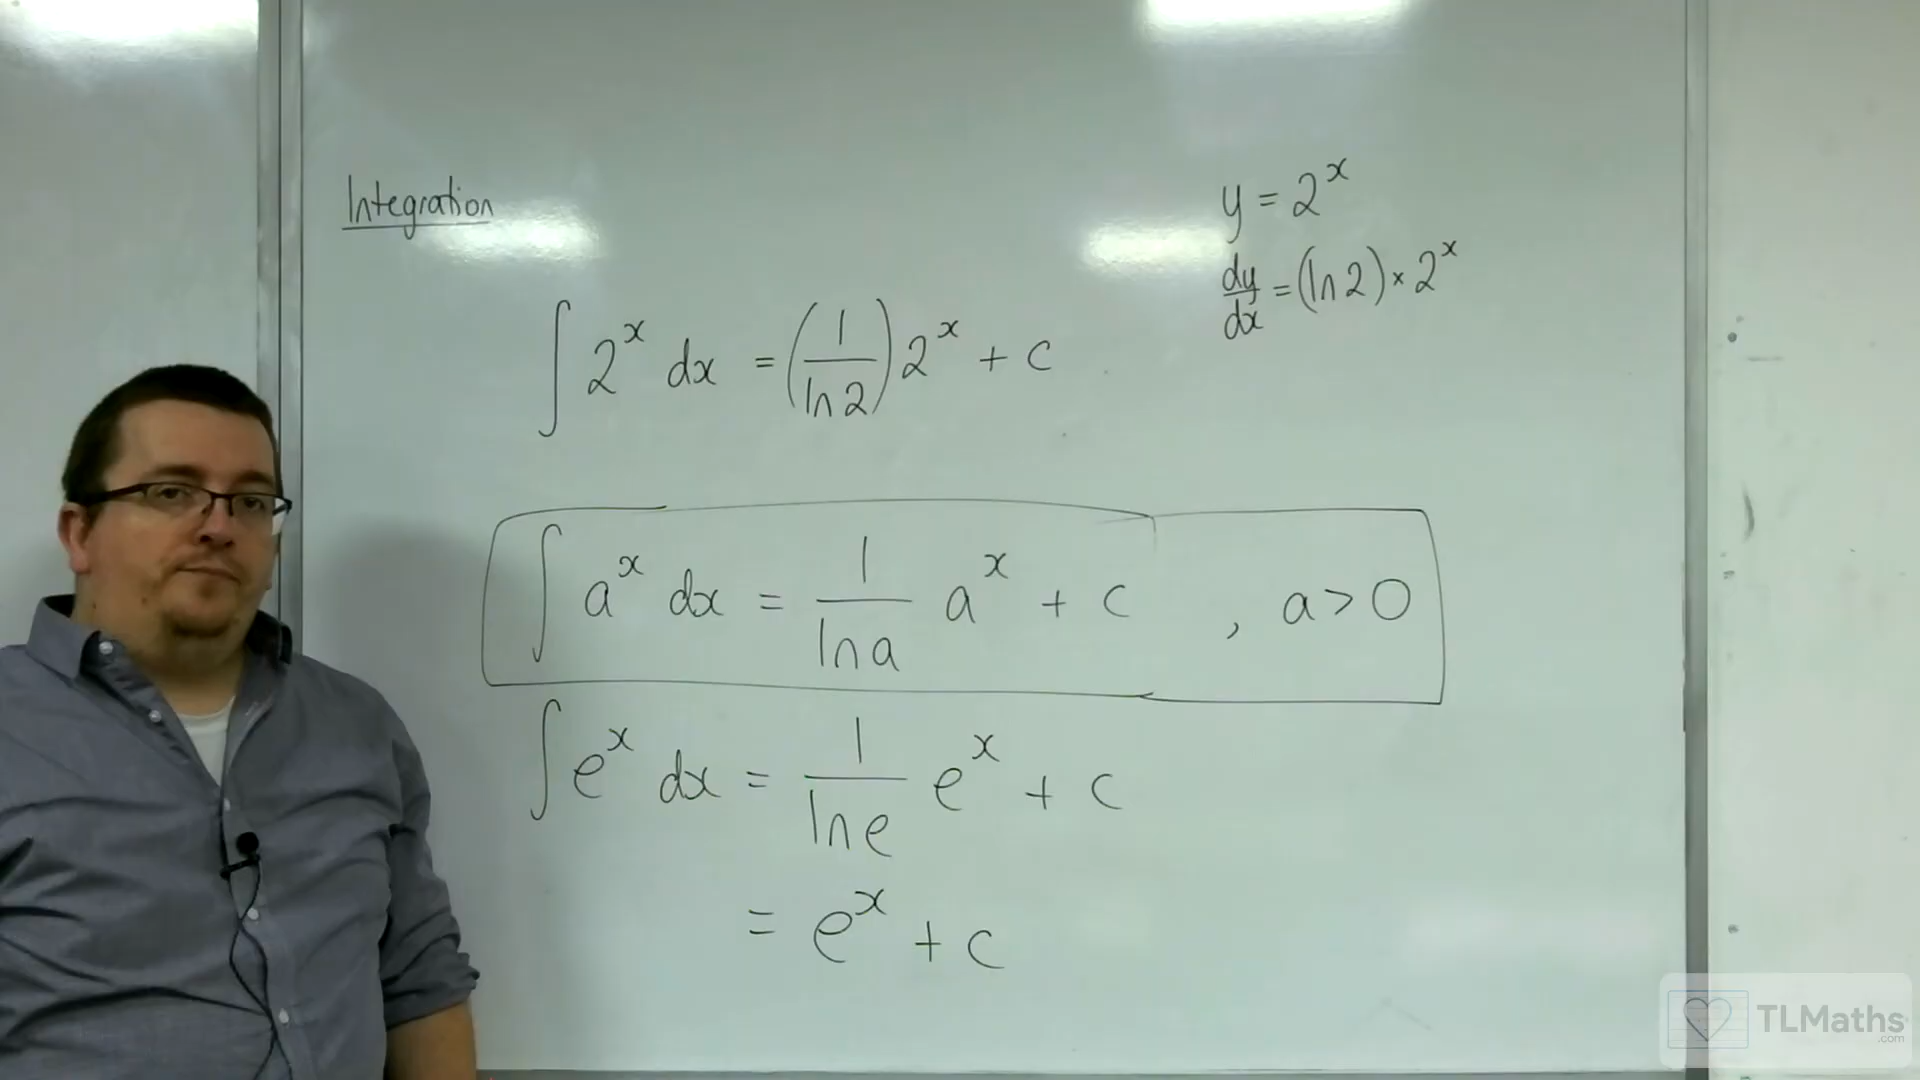 Integration
y = 2^x
dy/dx = (ln 2) × 2^x
∫ 2^x dx = (1/ln 2) 2^x + c
∫ a^x dx = 1/ln a a^x + c , a > 0
∫ e^x dx = 1/ln e e^x + c
= e^x + c
TLMaths
.com